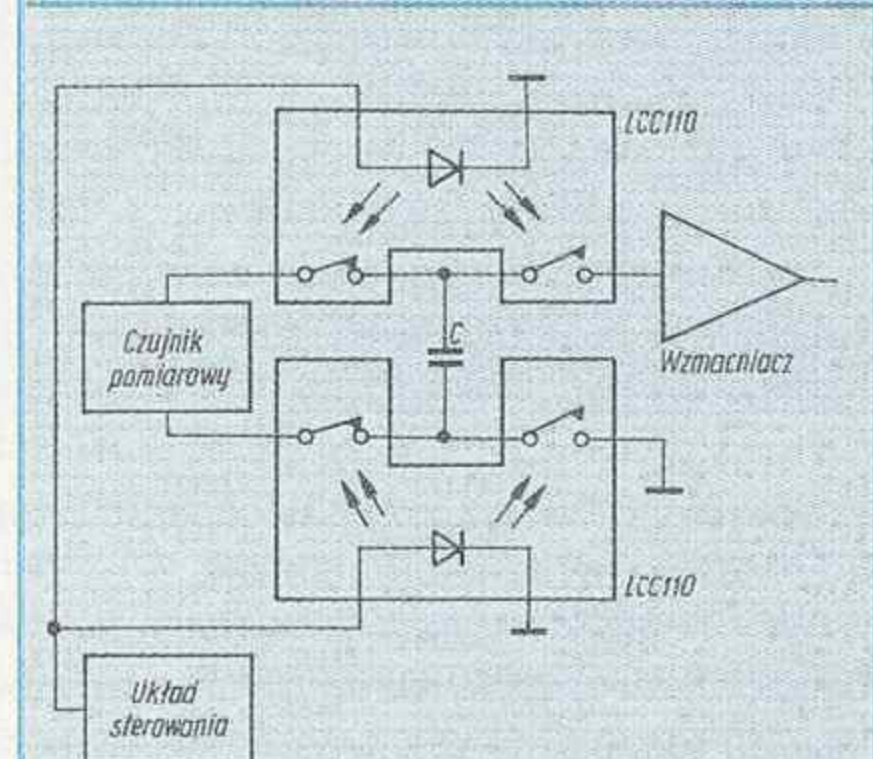 LCC110
Czujnik
pomiarowy
C
Wzmacniacz
LCC110
Układ
sterowania